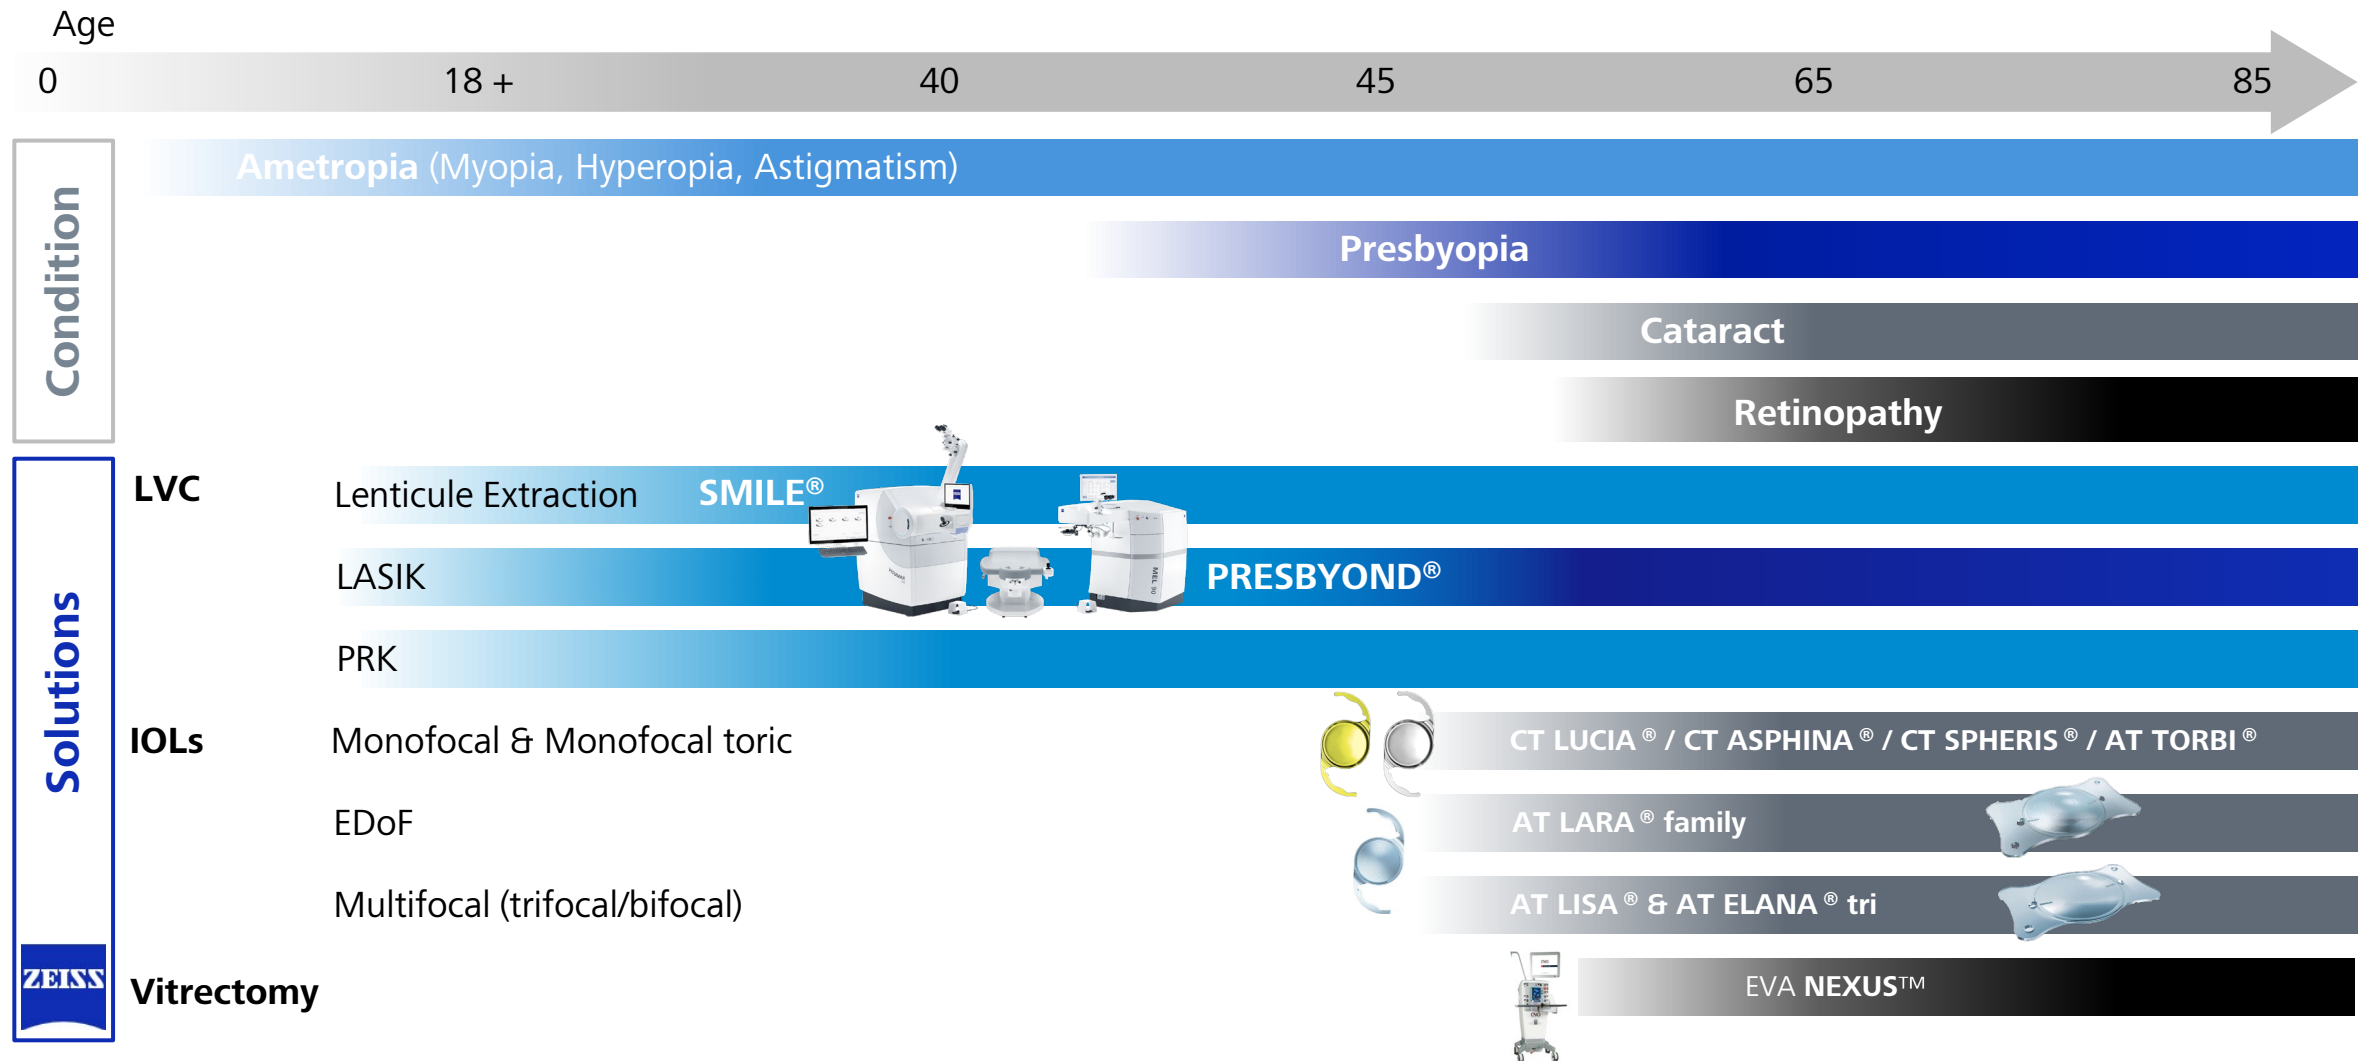 Age
0 18 + 40 45 65 85
Condition
Ametropia (Myopia, Hyperopia, Astigmatism)
Presbyopia
Cataract
Retinopathy
Solutions
LVC
Lenticule Extraction SMILE®
LASIK PRESBYOND®
MEL 90
PRK
IOLs
Monofocal & Monofocal toric CT LUCIA ® / CT ASPHINA ® / CT SPHERIS ® / AT TORBI ®
EDoF AT LARA ® family
Multifocal (trifocal/bifocal) AT LISA ® & AT ELANA ® tri
ZEISS
Vitrectomy EVA NEXUS™